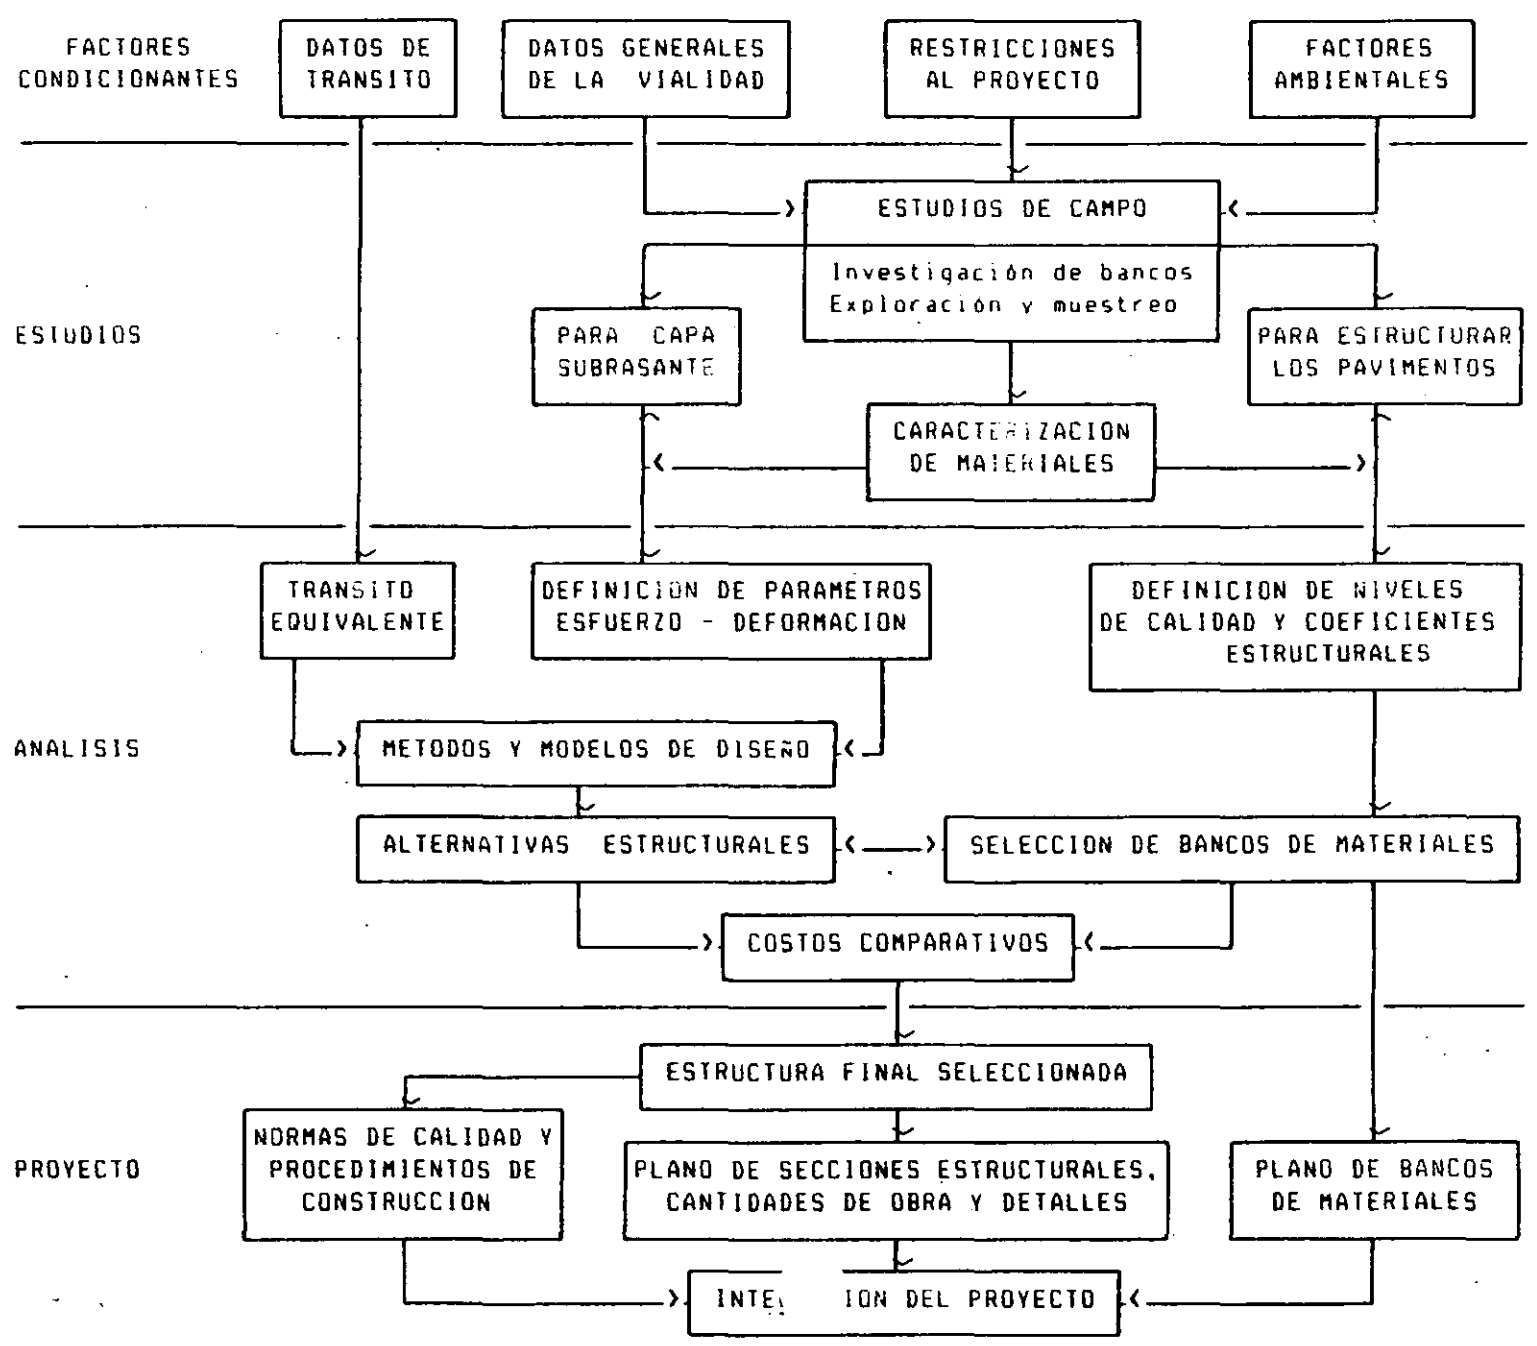 FACTORES
CONDICIONANTES
DATOS DE
TRANSITO
DATOS GENERALES
DE LA VIALIDAD
RESTRICCIONES
AL PROYECTO
FACTORES
AMBIENTALES
ESTUDIOS DE CAMPO
Investigación de bancos
Exploración y muestreo
ESTUDIOS
PARA CAPA
SUBRASANTE
PARA ESTRUCTURAR
LOS PAVIMENTOS
CARACTERIZACION
DE MATERIALES
TRANSITO
EQUIVALENTE
DEFINICION DE PARAMETROS
ESFUERZO - DEFORMACION
DEFINICION DE NIVELES
DE CALIDAD Y COEFICIENTES
ESTRUCTURALES
ANALISIS
METODOS Y MODELOS DE DISEÑO
ALTERNATIVAS ESTRUCTURALES
SELECCION DE BANCOS DE MATERIALES
COSTOS COMPARATIVOS
ESTRUCTURA FINAL SELECCIONADA
PROYECTO
NORMAS DE CALIDAD Y
PROCEDIMIENTOS DE
CONSTRUCCION
PLANO DE SECCIONES ESTRUCTURALES,
CANTIDADES DE OBRA Y DETALLES
PLANO DE BANCOS
DE MATERIALES
DEL PROYECTO